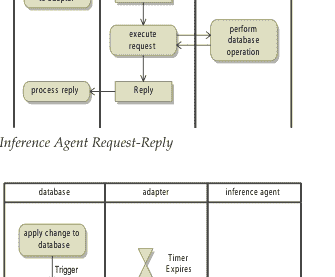 to adapter
execute
request
perform
database
operation
process reply
Reply
Inference Agent Request-Reply
database
adapter
inference agent
apply change to
database
Trigger
Timer
Expires